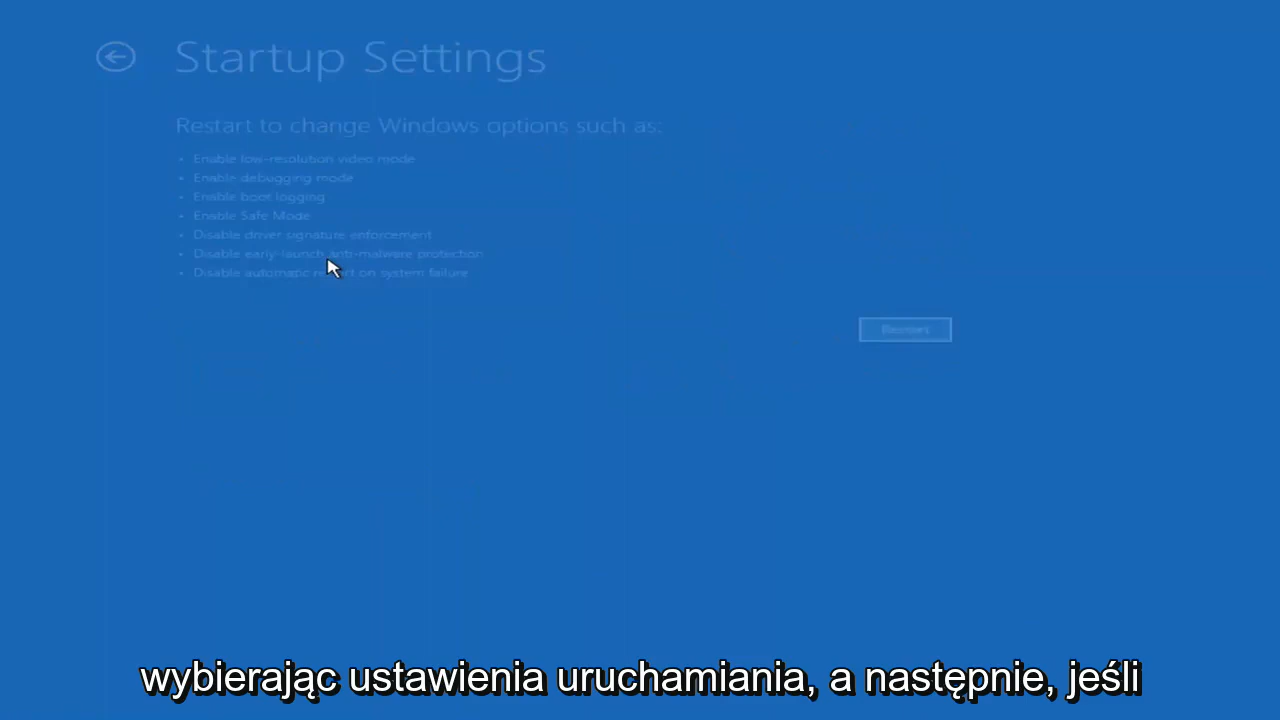 Startup Settings
Restart to change Windows options such as:
• Enable low-resolution video mode
• Enable debugging mode
• Enable boot logging
• Enable Safe Mode
• Disable driver signature enforcement
• Disable early-launch anti-malware protection
• Disable automatic restart on system failure
Restart
wybierając ustawienia uruchamiania, a następnie, jeśli